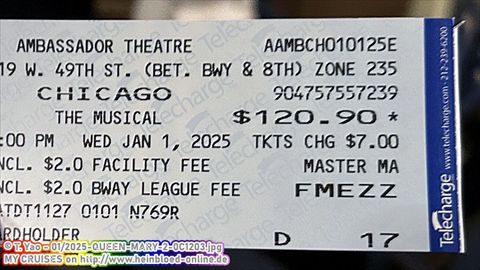 AMBASSADOR THEATRE AAMBCH010125E
19 W. 49TH ST. (BET. BWY & 8TH) ZONE 235
CHICAGO 904757557239
THE MUSICAL $120.90 *
:00 PM WED JAN 1, 2025 TKTS CHG $7.00
NCL. $2.0 FACILITY FEE MASTER MA
NCL. $2.0 BWAY LEAGUE FEE FMEZZ
ATDT1127 0101 N769R
ARDHOLDER D 17
Telecharge www.telecharge.com - 212-239-6200
© T. Yao - 01/2025-QUEEN-MARY-2-OC1203.jpg
MY CRUISES on http://www.heinbloed-online.de